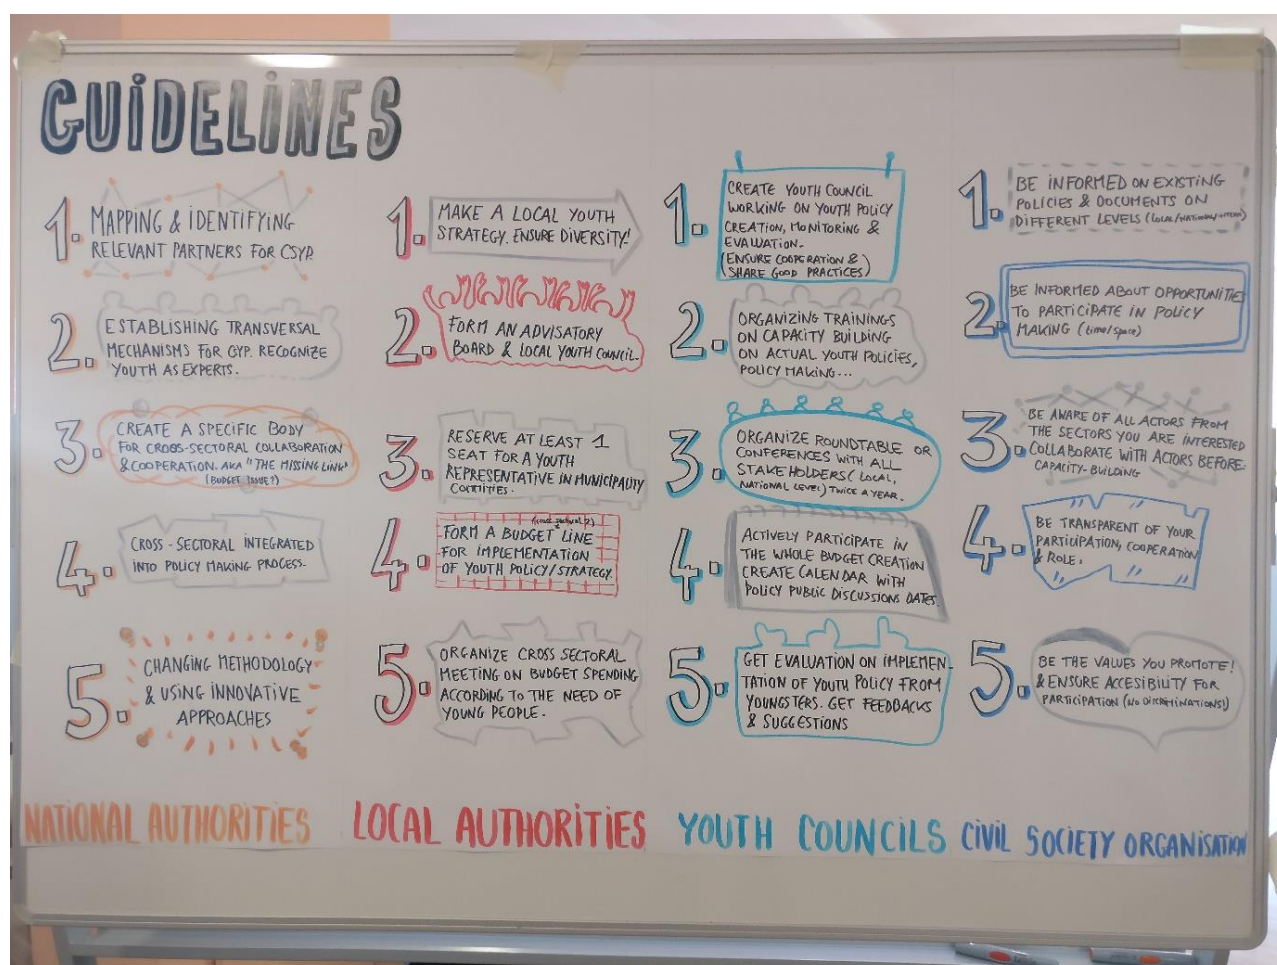 GUIDELINES
1. MAPPING & IDENTIFYING
RELEVANT PARTNERS FOR CSYP.
2. ESTABLISHING TRANSVERSAL
MECHANISMS FOR CYP. RECOGNIZE
YOUTH AS EXPERTS.
3. CREATE A SPECIFIC BODY
FOR CROSS-SECTORAL COLLABORATION
& COOPERATION. AKA "THE MISSING LINK"
(BUDGET ISSUE?)
4. CROSS-SECTORAL INTEGRATED
INTO POLICY MAKING PROCESS.
5. CHANGING METHODOLOGY
& USING INNOVATIVE
APPROACHES
NATIONAL AUTHORITIES
1. MAKE A LOCAL YOUTH
STRATEGY. ENSURE DIVERSITY!
2. FORM AN ADVISATORY
BOARD & LOCAL YOUTH COUNCIL.
3. RESERVE AT LEAST 1
SEAT FOR A YOUTH
REPRESENTATIVE IN MUNICIPALITY
4. FORM A BUDGET LINE
FOR IMPLEMENTATION
OF YOUTH POLICY/STRATEGY.
5. ORGANIZE CROSS SECTORAL
MEETING ON BUDGET SPENDING
ACCORDING TO THE NEED OF
YOUNG PEOPLE.
LOCAL AUTHORITIES
1. CREATE YOUTH COUNCIL
WORKING ON YOUTH POLICY
CREATION, MONITORING &
EVALUATION.
(ENSURE COOPERATION &
SHARE GOOD PRACTICES)
2. ORGANIZING TRAININGS
ON CAPACITY BUILDING
ON ACTUAL YOUTH POLICIES,
POLICY MAKING...
3. ORGANIZE ROUNDTABLE OR
CONFERENCES WITH ALL
STAKEHOLDERS (LOCAL,
NATIONAL LEVEL) TWICE A YEAR.
4. ACTIVELY PARTICIPATE IN
THE WHOLE BUDGET CREATION
CREATE CALENDAR WITH
POLICY PUBLIC DISCUSSIONS DATES.
5. GET EVALUATION ON IMPLEMEN-
TATION OF YOUTH POLICY FROM
YOUNGSTERS. GET FEEDBACKS
& SUGGESTIONS
YOUTH COUNCILS
1. BE INFORMED ON EXISTING
POLICIES & DOCUMENTS ON
DIFFERENT LEVELS (LOCAL/NATIONAL/
2. BE INFORMED ABOUT OPPORTUNITIES
TO PARTICIPATE IN POLICY
MAKING (time/space)
3. BE AWARE OF ALL ACTORS FROM
THE SECTORS YOU ARE INTERESTED
COLLABORATE WITH ACTORS BEFORE.
CAPACITY-BUILDING
4. BE TRANSPARENT OF YOUR
PARTICIPATION, COOPERATION
& ROLE.
5. BE THE VALUES YOU PROMOTE!
& ENSURE ACCESIBILITY FOR
PARTICIPATION (NO DISCRIMINATIONS!)
CIVIL SOCIETY ORGANISATION